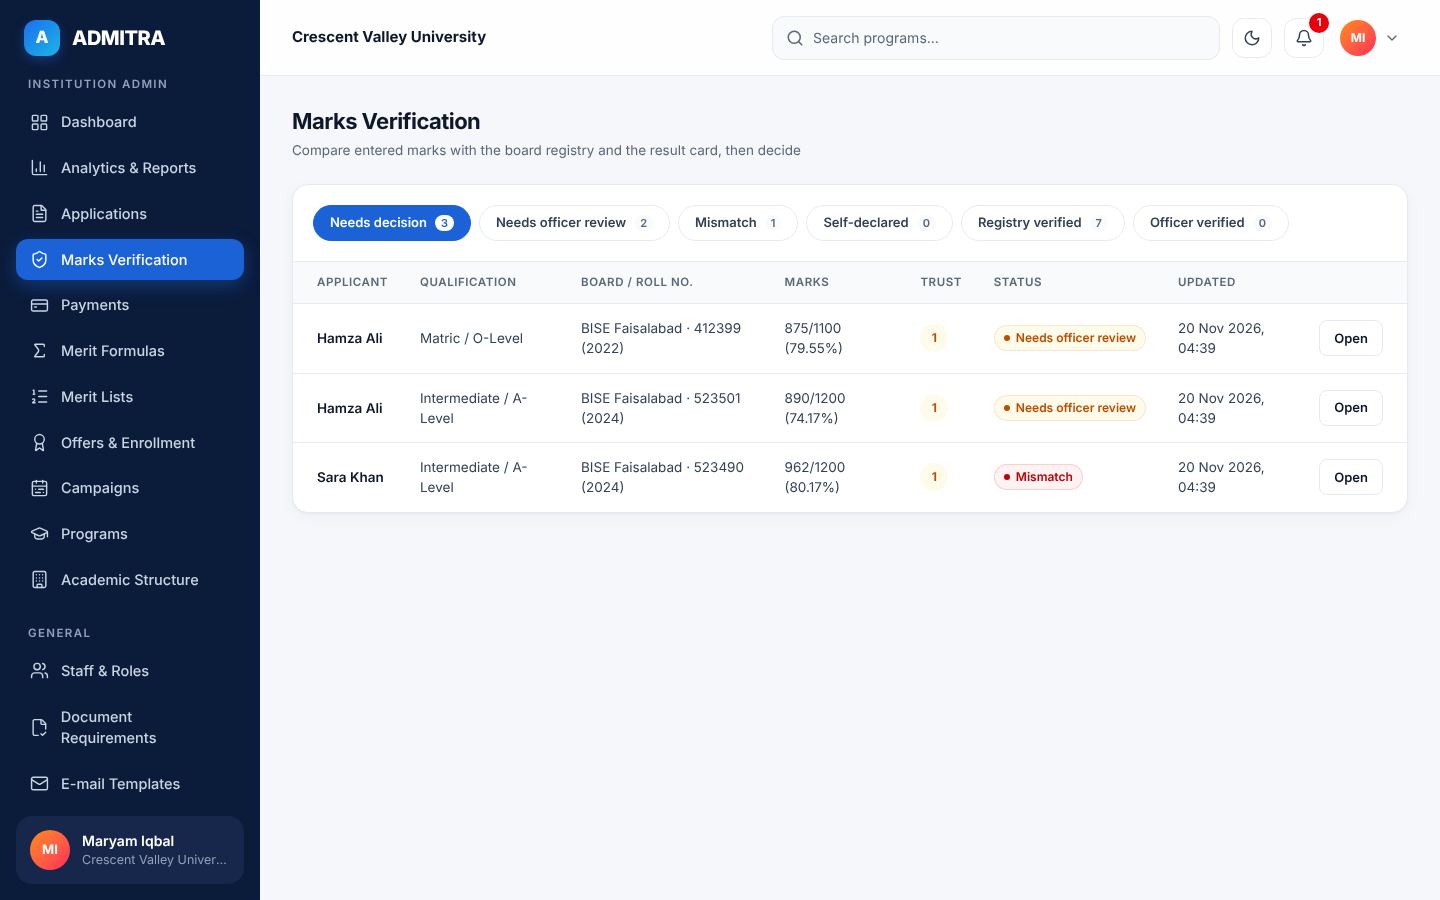 A ADMITRA
INSTITUTION ADMIN
Dashboard
Analytics & Reports
Applications
Marks Verification
Payments
Merit Formulas
Merit Lists
Offers & Enrollment
Campaigns
Programs
Academic Structure
GENERAL
Staff & Roles
Document
Requirements
E-mail Templates
MI
Maryam Iqbal
Crescent Valley Univer...
Crescent Valley University
Search programs...
1
MI
Marks Verification
Compare entered marks with the board registry and the result card, then decide
Needs decision 3 Needs officer review 2 Mismatch 1 Self-declared 0 Registry verified 7 Officer verified 0
APPLICANT QUALIFICATION BOARD / ROLL NO. MARKS TRUST STATUS UPDATED
Hamza Ali Matric / O-Level BISE Faisalabad · 412399 875/1100 1 Needs officer review 20 Nov 2026, Open
(2022) (79.55%) 04:39
Hamza Ali Intermediate / A- BISE Faisalabad · 523501 890/1200 1 Needs officer review 20 Nov 2026, Open
Level (2024) (74.17%) 04:39
Sara Khan Intermediate / A- BISE Faisalabad · 523490 962/1200 1 Mismatch 20 Nov 2026, Open
Level (2024) (80.17%) 04:39